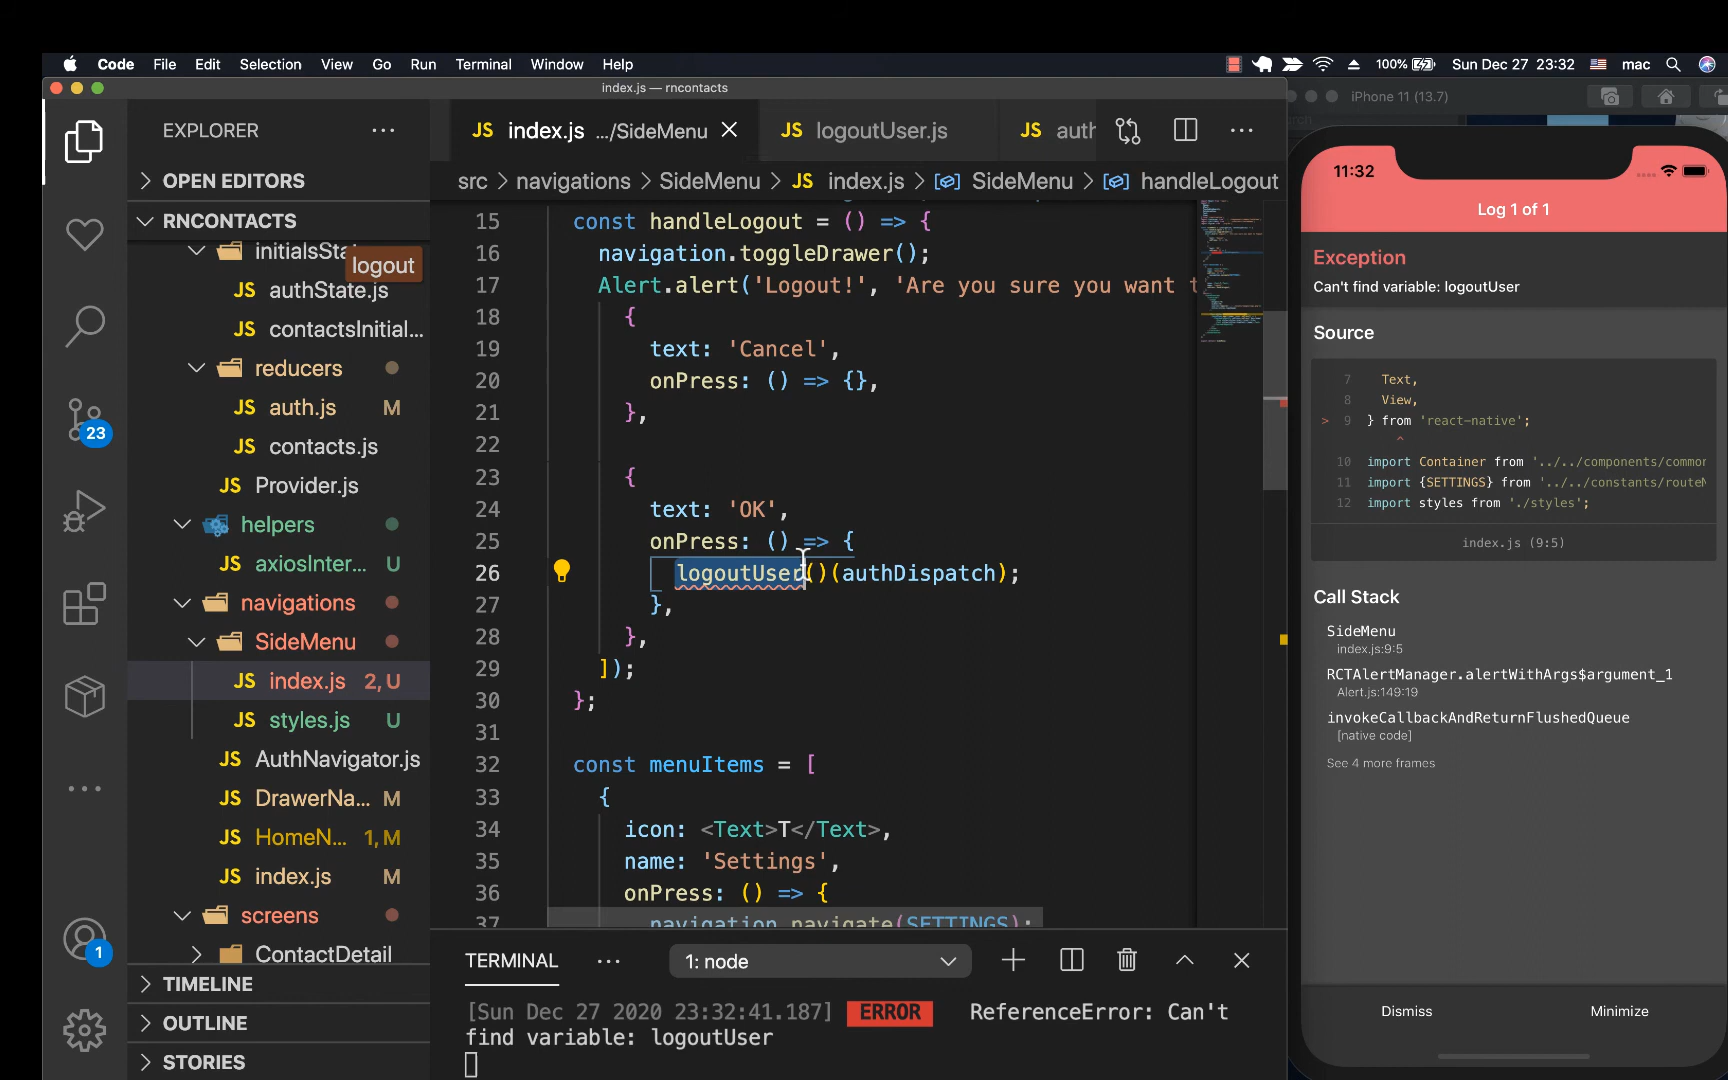 Code File Edit Selection View Go Run Terminal Window Help
100% Sun Dec 27 23:32 mac
index.js — rncontacts
iPhone 11 (13.7)
EXPLORER
OPEN EDITORS
RNCONTACTS
initialsSta
logout
JS authState.js
JS contactsInitial...
reducers
JS auth.js M
JS contacts.js
JS Provider.js
helpers
JS axiosInter... U
navigations
SideMenu
JS index.js 2, U
JS styles.js U
JS AuthNavigator.js
JS DrawerNa... M
JS HomeN... 1, M
JS index.js M
screens
ContactDetail
TIMELINE
OUTLINE
STORIES
23
1
JS index.js .../SideMenu
JS logoutUser.js
JS auth
src > navigations > SideMenu > JS index.js > SideMenu > handleLogout
15 const handleLogout = () => {
16 navigation.toggleDrawer();
17 Alert.alert('Logout!', 'Are you sure you want t
18 {
19 text: 'Cancel',
20 onPress: () => {},
21 },
22
23 {
24 text: 'OK',
25 onPress: () => {
26 logoutUser()(authDispatch);
27 },
28 },
29 ]);
30 };
31
32 const menuItems = [
33 {
34 icon: <Text>T</Text>,
35 name: 'Settings',
36 onPress: () => {
37 navigation.navigate(SETTINGS);
TERMINAL
1: node
[Sun Dec 27 2020 23:32:41.187] ERROR ReferenceError: Can't
find variable: logoutUser
11:32
Log 1 of 1
Exception
Can't find variable: logoutUser
Source
7 Text,
8 View,
> 9 } from 'react-native';
^
10 import Container from '../../components/common
11 import {SETTINGS} from '../../constants/routeN
12 import styles from './styles';
index.js (9:5)
Call Stack
SideMenu
index.js:9:5
RCTAlertManager.alertWithArgs$argument_1
Alert.js:149:19
invokeCallbackAndReturnFlushedQueue
[native code]
See 4 more frames
Dismiss
Minimize